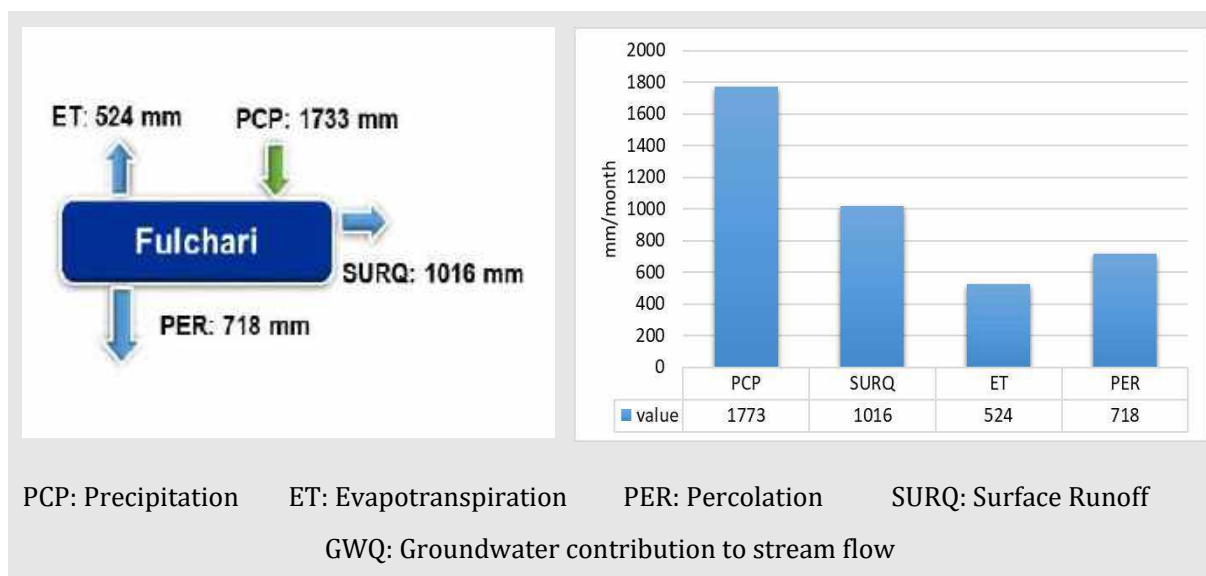 ET: 524 mm PCP: 1733 mm
Fulchari
SURQ: 1016 mm
PER: 718 mm
2000
1800
1600
1400
1200
1000
800
600
400
200
0
mm/month
PCP SURQ ET PER
value 1773 1016 524 718
PCP: Precipitation ET: Evapotranspiration PER: Percolation SURQ: Surface Runoff
GWQ: Groundwater contribution to stream flow